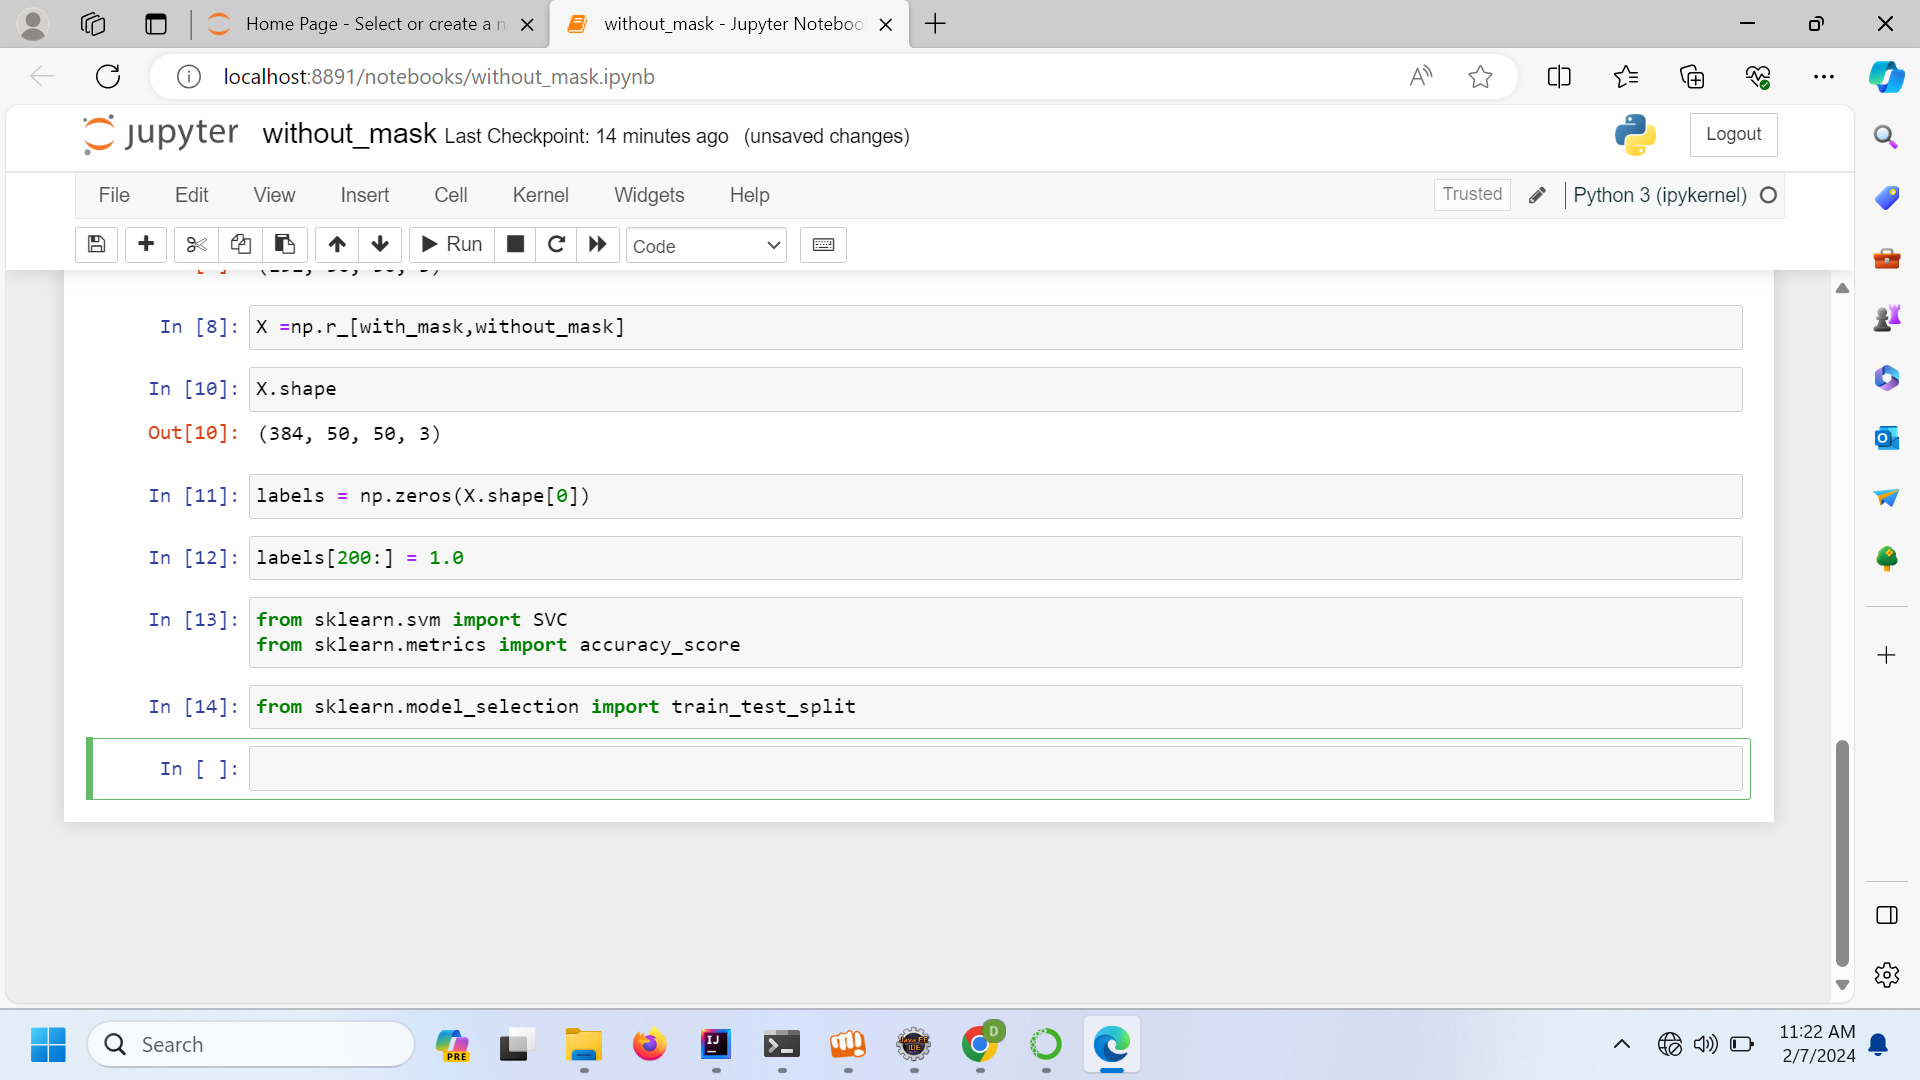 Home Page - Select or create a n
without_mask - Jupyter Noteboo
localhost:8891/notebooks/without_mask.ipynb
jupyter without_mask Last Checkpoint: 14 minutes ago (unsaved changes)
Logout
File Edit View Insert Cell Kernel Widgets Help
Trusted Python 3 (ipykernel)
Run Code
In [8]: X =np.r_[with_mask,without_mask]
In [10]: X.shape
Out[10]: (384, 50, 50, 3)
In [11]: labels = np.zeros(X.shape[0])
In [12]: labels[200:] = 1.0
In [13]: from sklearn.svm import SVC
from sklearn.metrics import accuracy_score
In [14]: from sklearn.model_selection import train_test_split
In [ ]:
Search
PRE
IJ
D
11:22 AM
2/7/2024